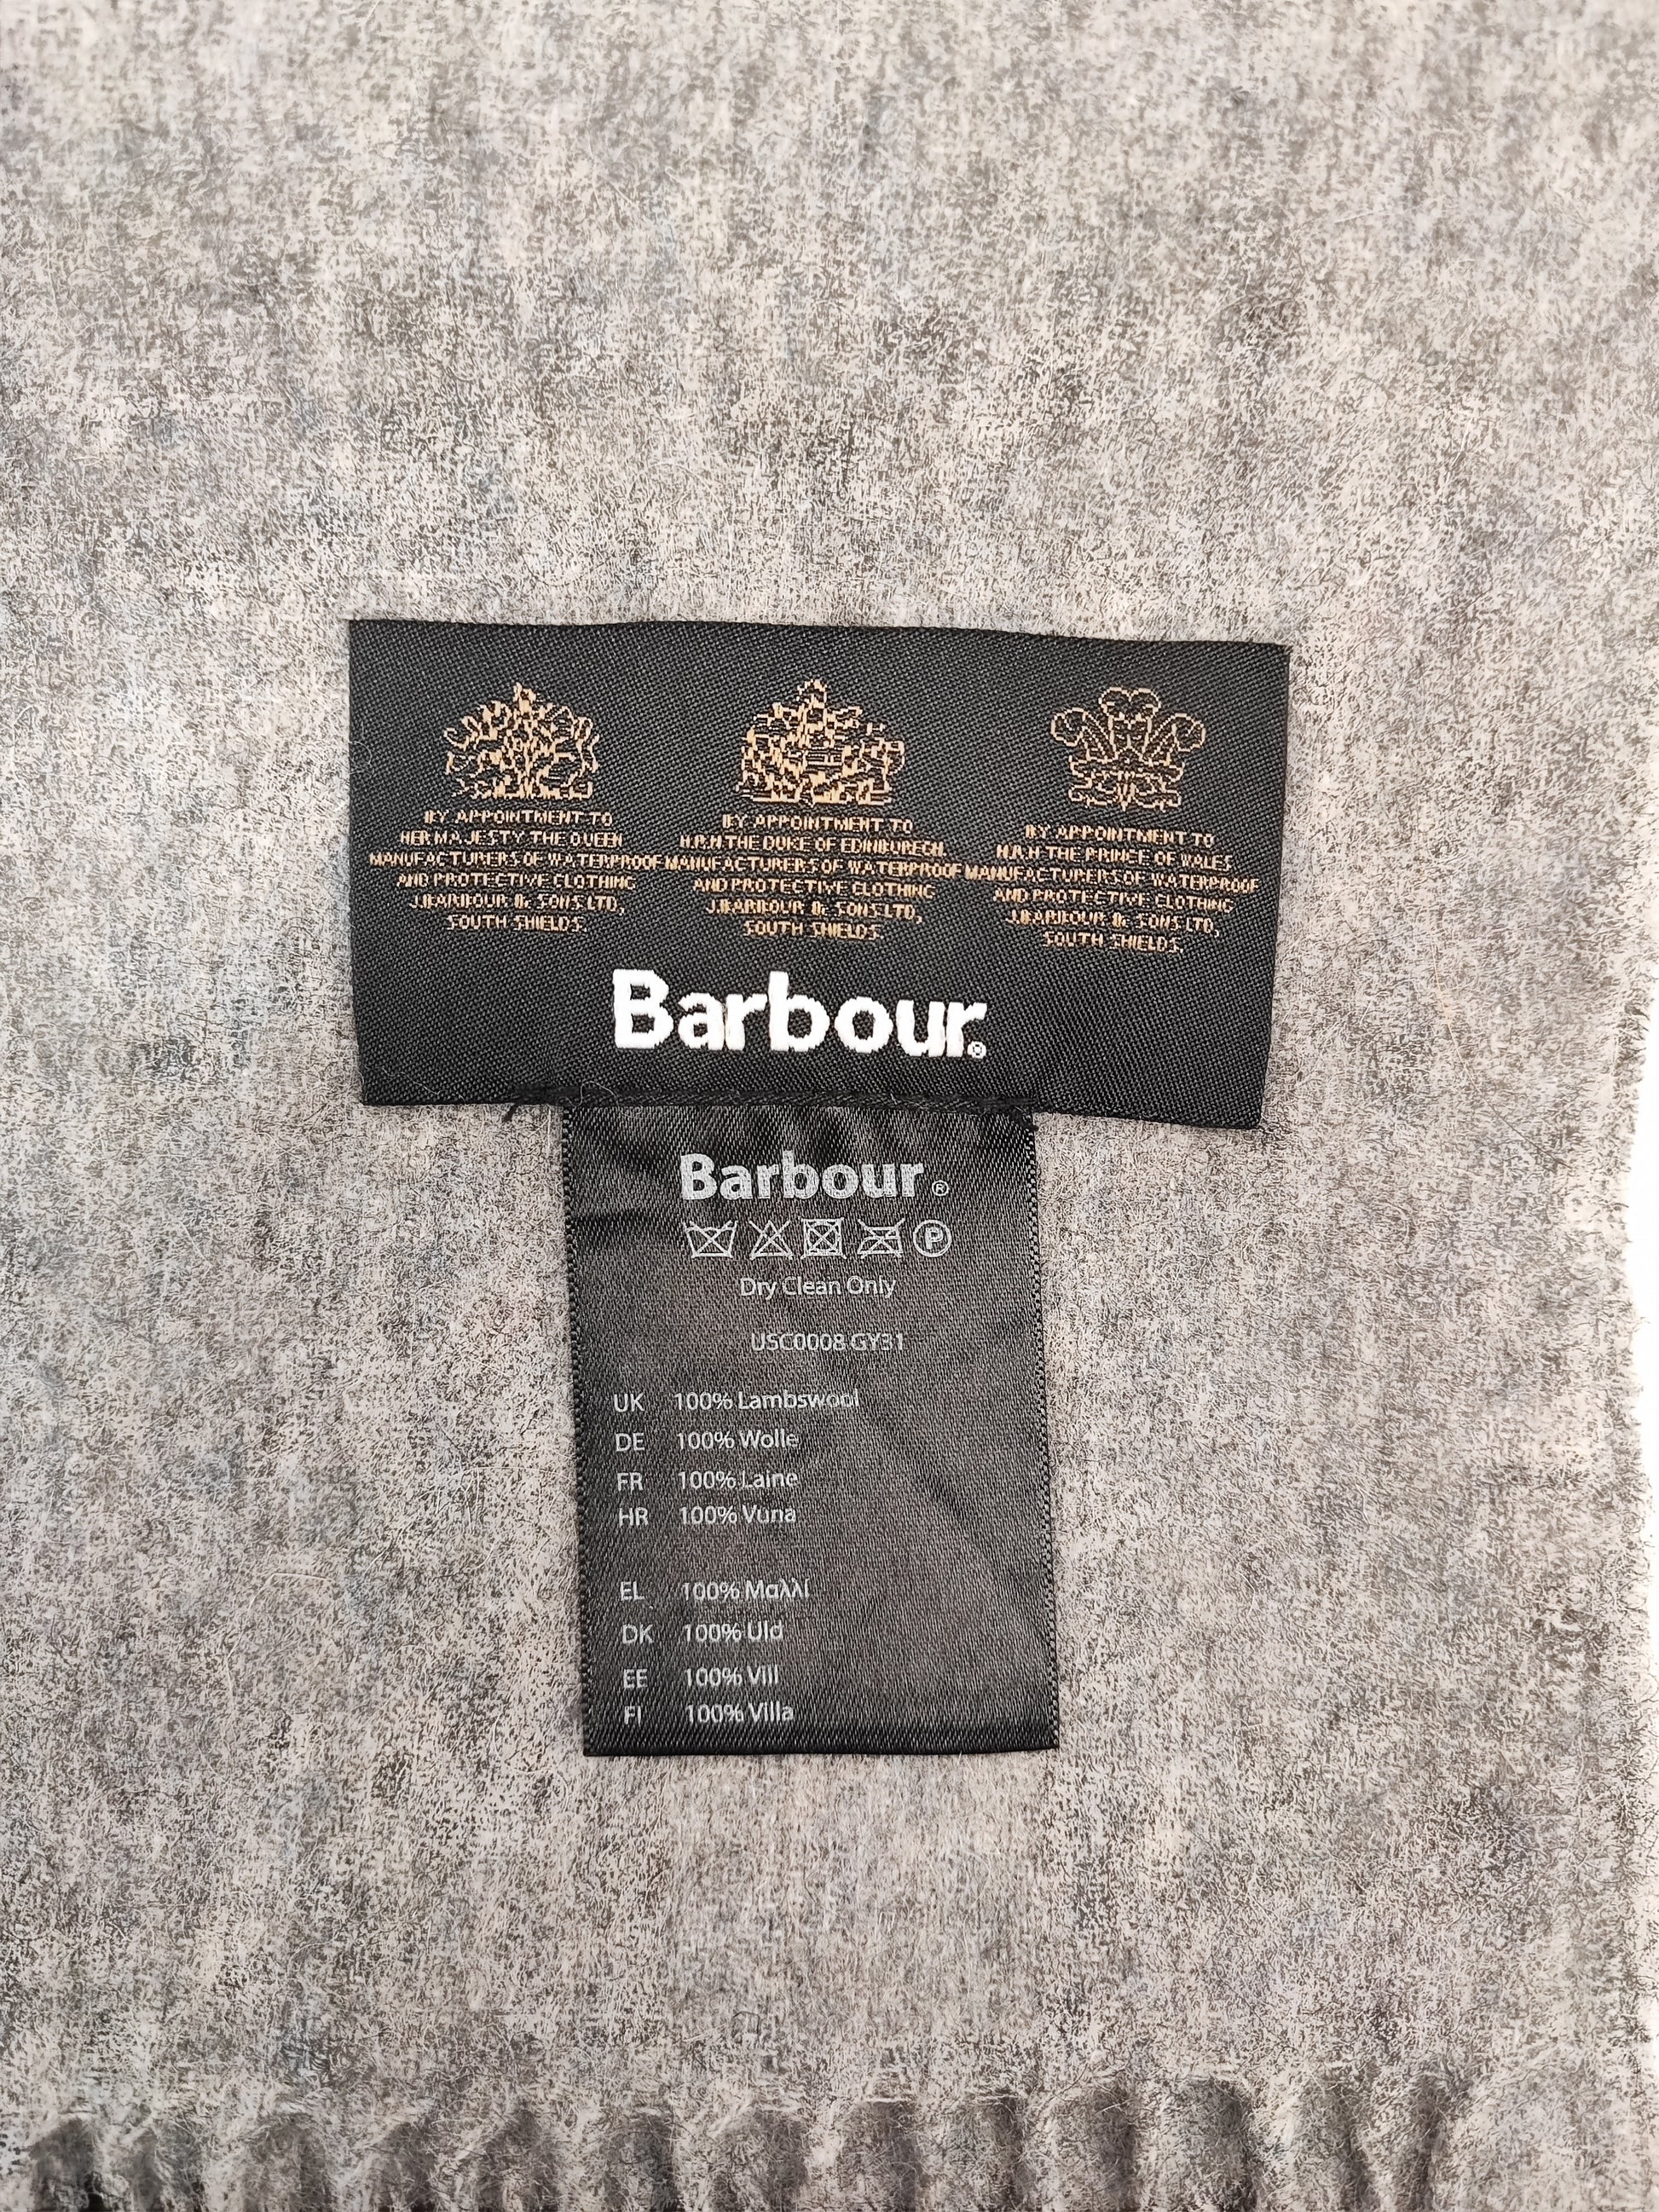 BY APPOINTMENT TO
HER MAJESTY THE QUEEN
MANUFACTURERS OF WATERPROOF
AND PROTECTIVE CLOTHING
J.BARBOUR & SONS LTD,
SOUTH SHIELDS.
BY APPOINTMENT TO
H.R.H THE DUKE OF EDINBURGH
MANUFACTURERS OF WATERPROOF
AND PROTECTIVE CLOTHING
J.BARBOUR & SONS LTD,
SOUTH SHIELDS.
BY APPOINTMENT TO
H.R.H THE PRINCE OF WALES
MANUFACTURERS OF WATERPROOF
AND PROTECTIVE CLOTHING
J.BARBOUR & SONS LTD,
SOUTH SHIELDS.
Barbour®
Barbour®
P
Dry Clean Only
USC0008 GY31
UK 100% Lambswool
DE 100% Wolle
FR 100% Laine
HR 100% Vuna
EL 100% Μαλλί
DK 100% Uld
EE 100% Vill
FI 100% Villa